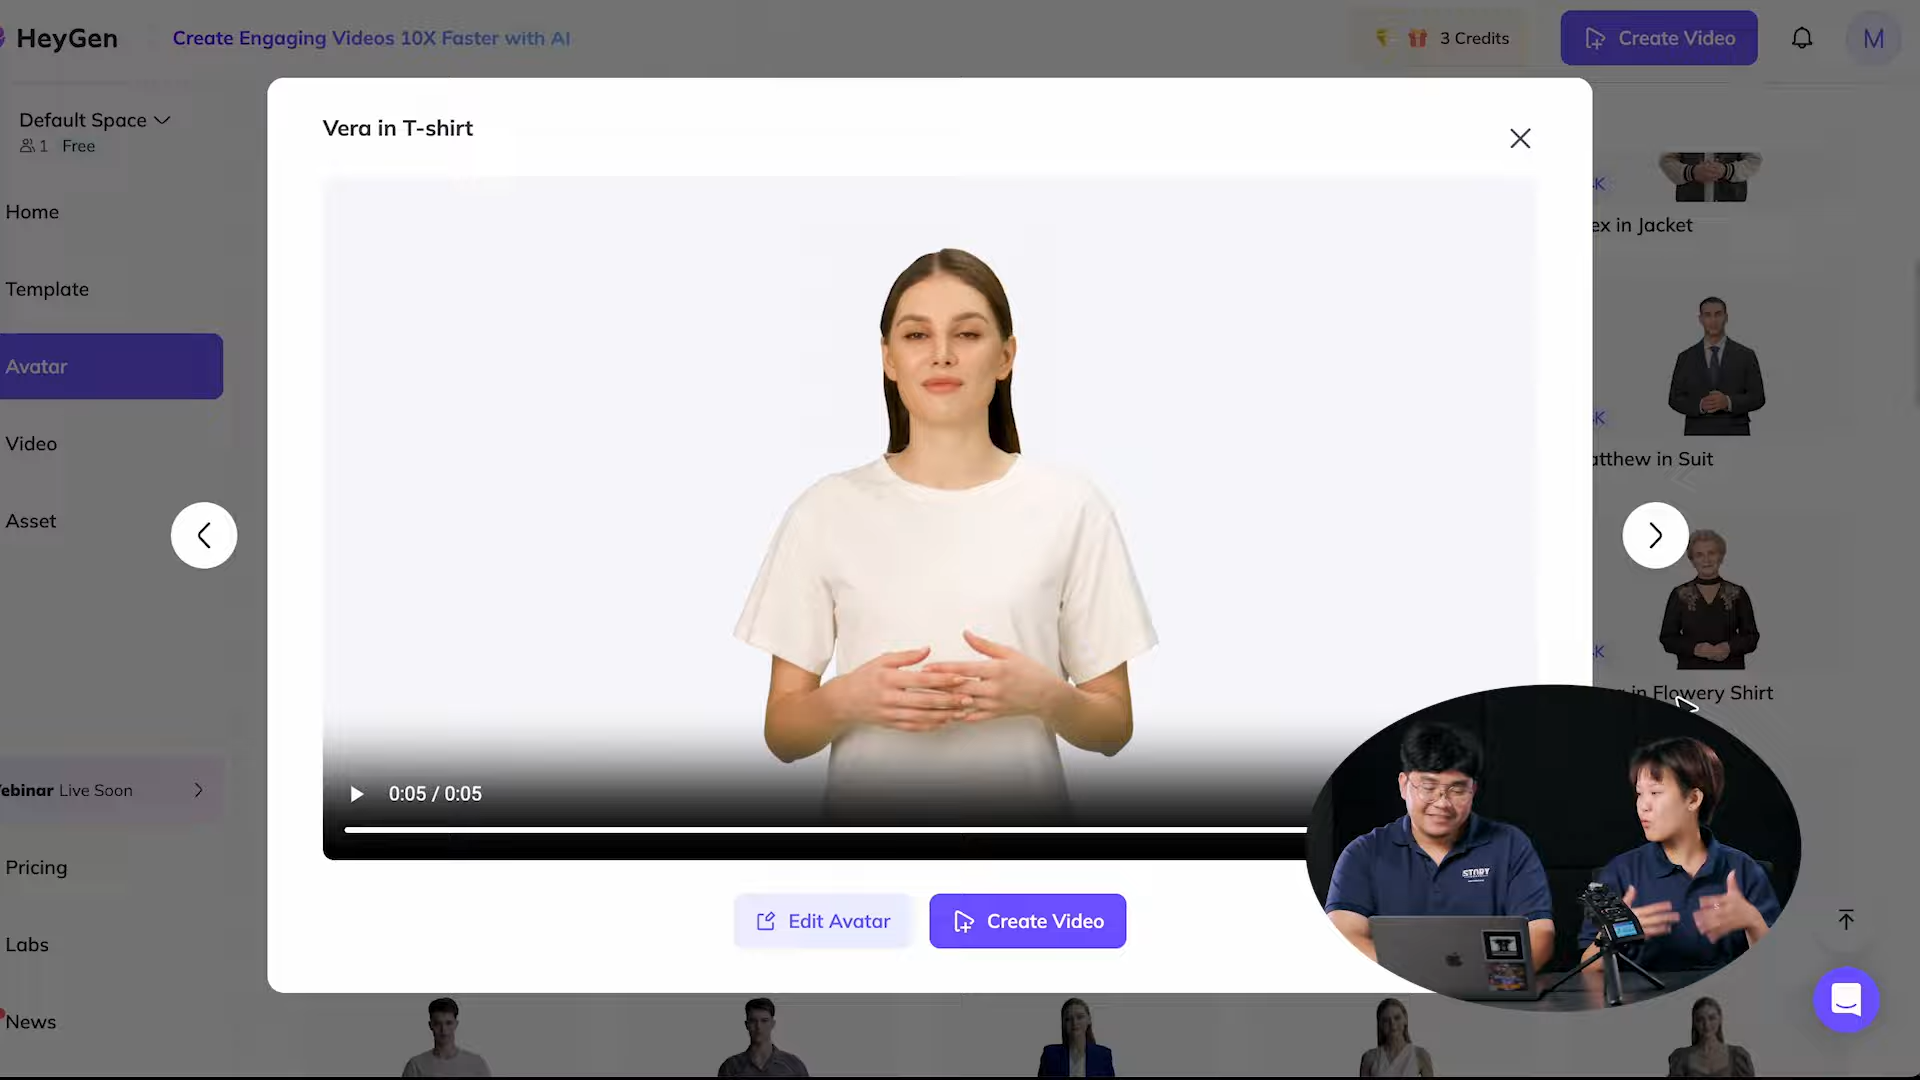 HeyGen
Create Engaging Videos 10X Faster with AI
3 Credits
Create Video
M
Default Space
1 Free
Home
Template
Avatar
Video
Asset
ebinar Live Soon
Pricing
Labs
News
Vera in T-shirt
0:05 / 0:05
Edit Avatar
Create Video
K
ex in Jacket
K
atthew in Suit
K
in Flowery Shirt
STORY